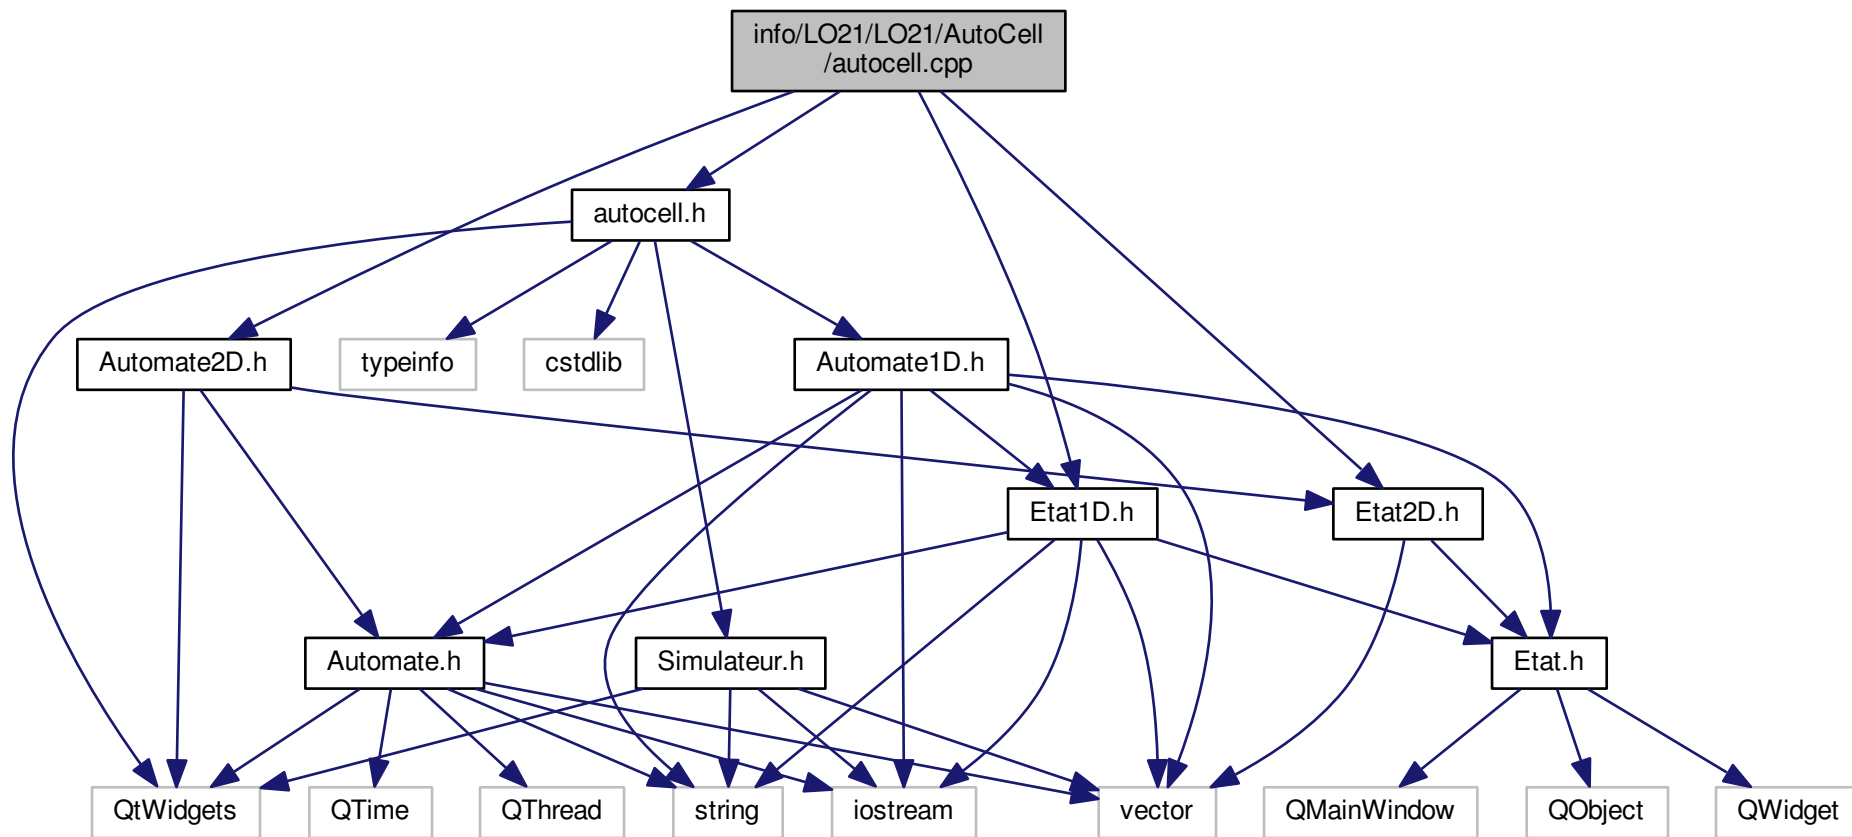 info/LO21/LO21/AutoCell
/autocell.cpp
autocell.h
Automate2D.h
typeinfo
cstdlib
Automate1D.h
Etat1D.h
Etat2D.h
Automate.h
Simulateur.h
Etat.h
QtWidgets
QTime
QThread
string
iostream
vector
QMainWindow
QObject
QWidget